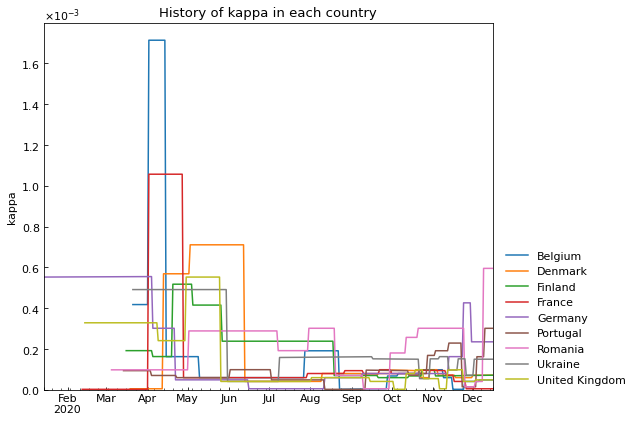 History of kappa in each country
×10⁻³
1.6
1.4
1.2
1.0
0.8
0.6
0.4
0.2
0.0
kappa
Feb Mar Apr May Jun Jul Aug Sep Oct Nov Dec
2020
Belgium
Denmark
Finland
France
Germany
Portugal
Romania
Ukraine
United Kingdom